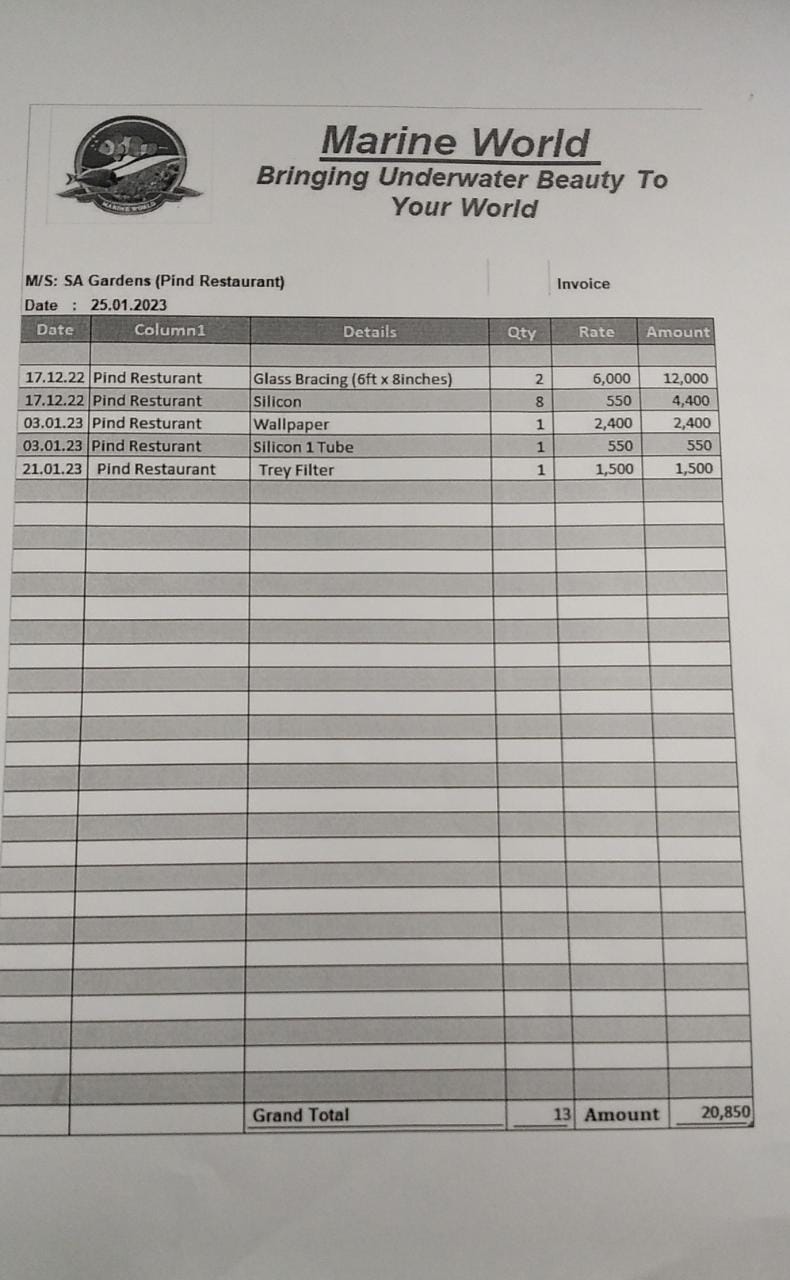 MARINE WORLD
Marine World
Bringing Underwater Beauty To
Your World
M/S: SA Gardens (Pind Restaurant) Invoice
Date : 25.01.2023
Date Column1 Details Qty Rate Amount
17.12.22 Pind Resturant Glass Bracing (6ft x 8inches) 2 6,000 12,000
17.12.22 Pind Resturant Silicon 8 550 4,400
03.01.23 Pind Resturant Wallpaper 1 2,400 2,400
03.01.23 Pind Resturant Silicon 1 Tube 1 550 550
21.01.23 Pind Restaurant Trey Filter 1 1,500 1,500
Grand Total 13 Amount 20,850